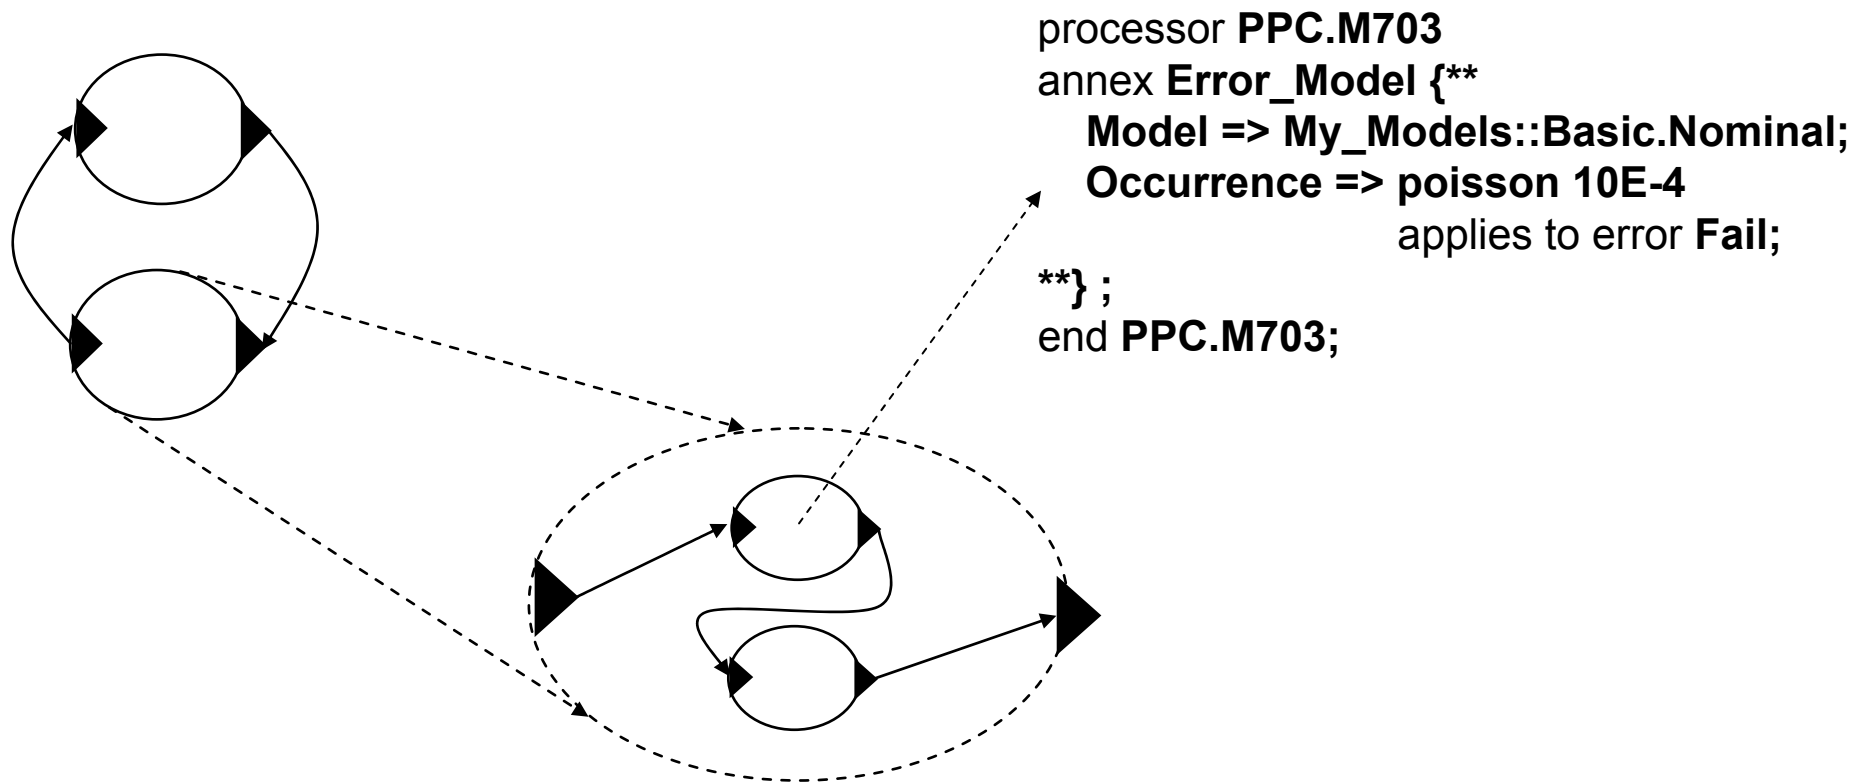 processor PPC.M703
annex Error_Model {**
Model => My_Models::Basic.Nominal;
Occurrence => poisson 10E-4
applies to error Fail;
**} ;
end PPC.M703;